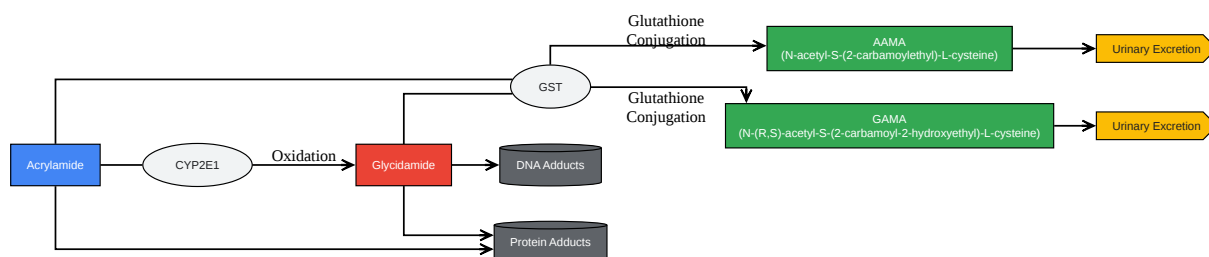 Glutathione
Conjugation
AAMA
(N-acetyl-S-(2-carbamoylethyl)-L-cysteine)
Urinary Excretion
GST
Glutathione
Conjugation
GAMA
(N-(R,S)-acetyl-S-(2-carbamoyl-2-hydroxyethyl)-L-cysteine)
Urinary Excretion
Acrylamide
CYP2E1
Oxidation
Glycidamide
DNA Adducts
Protein Adducts